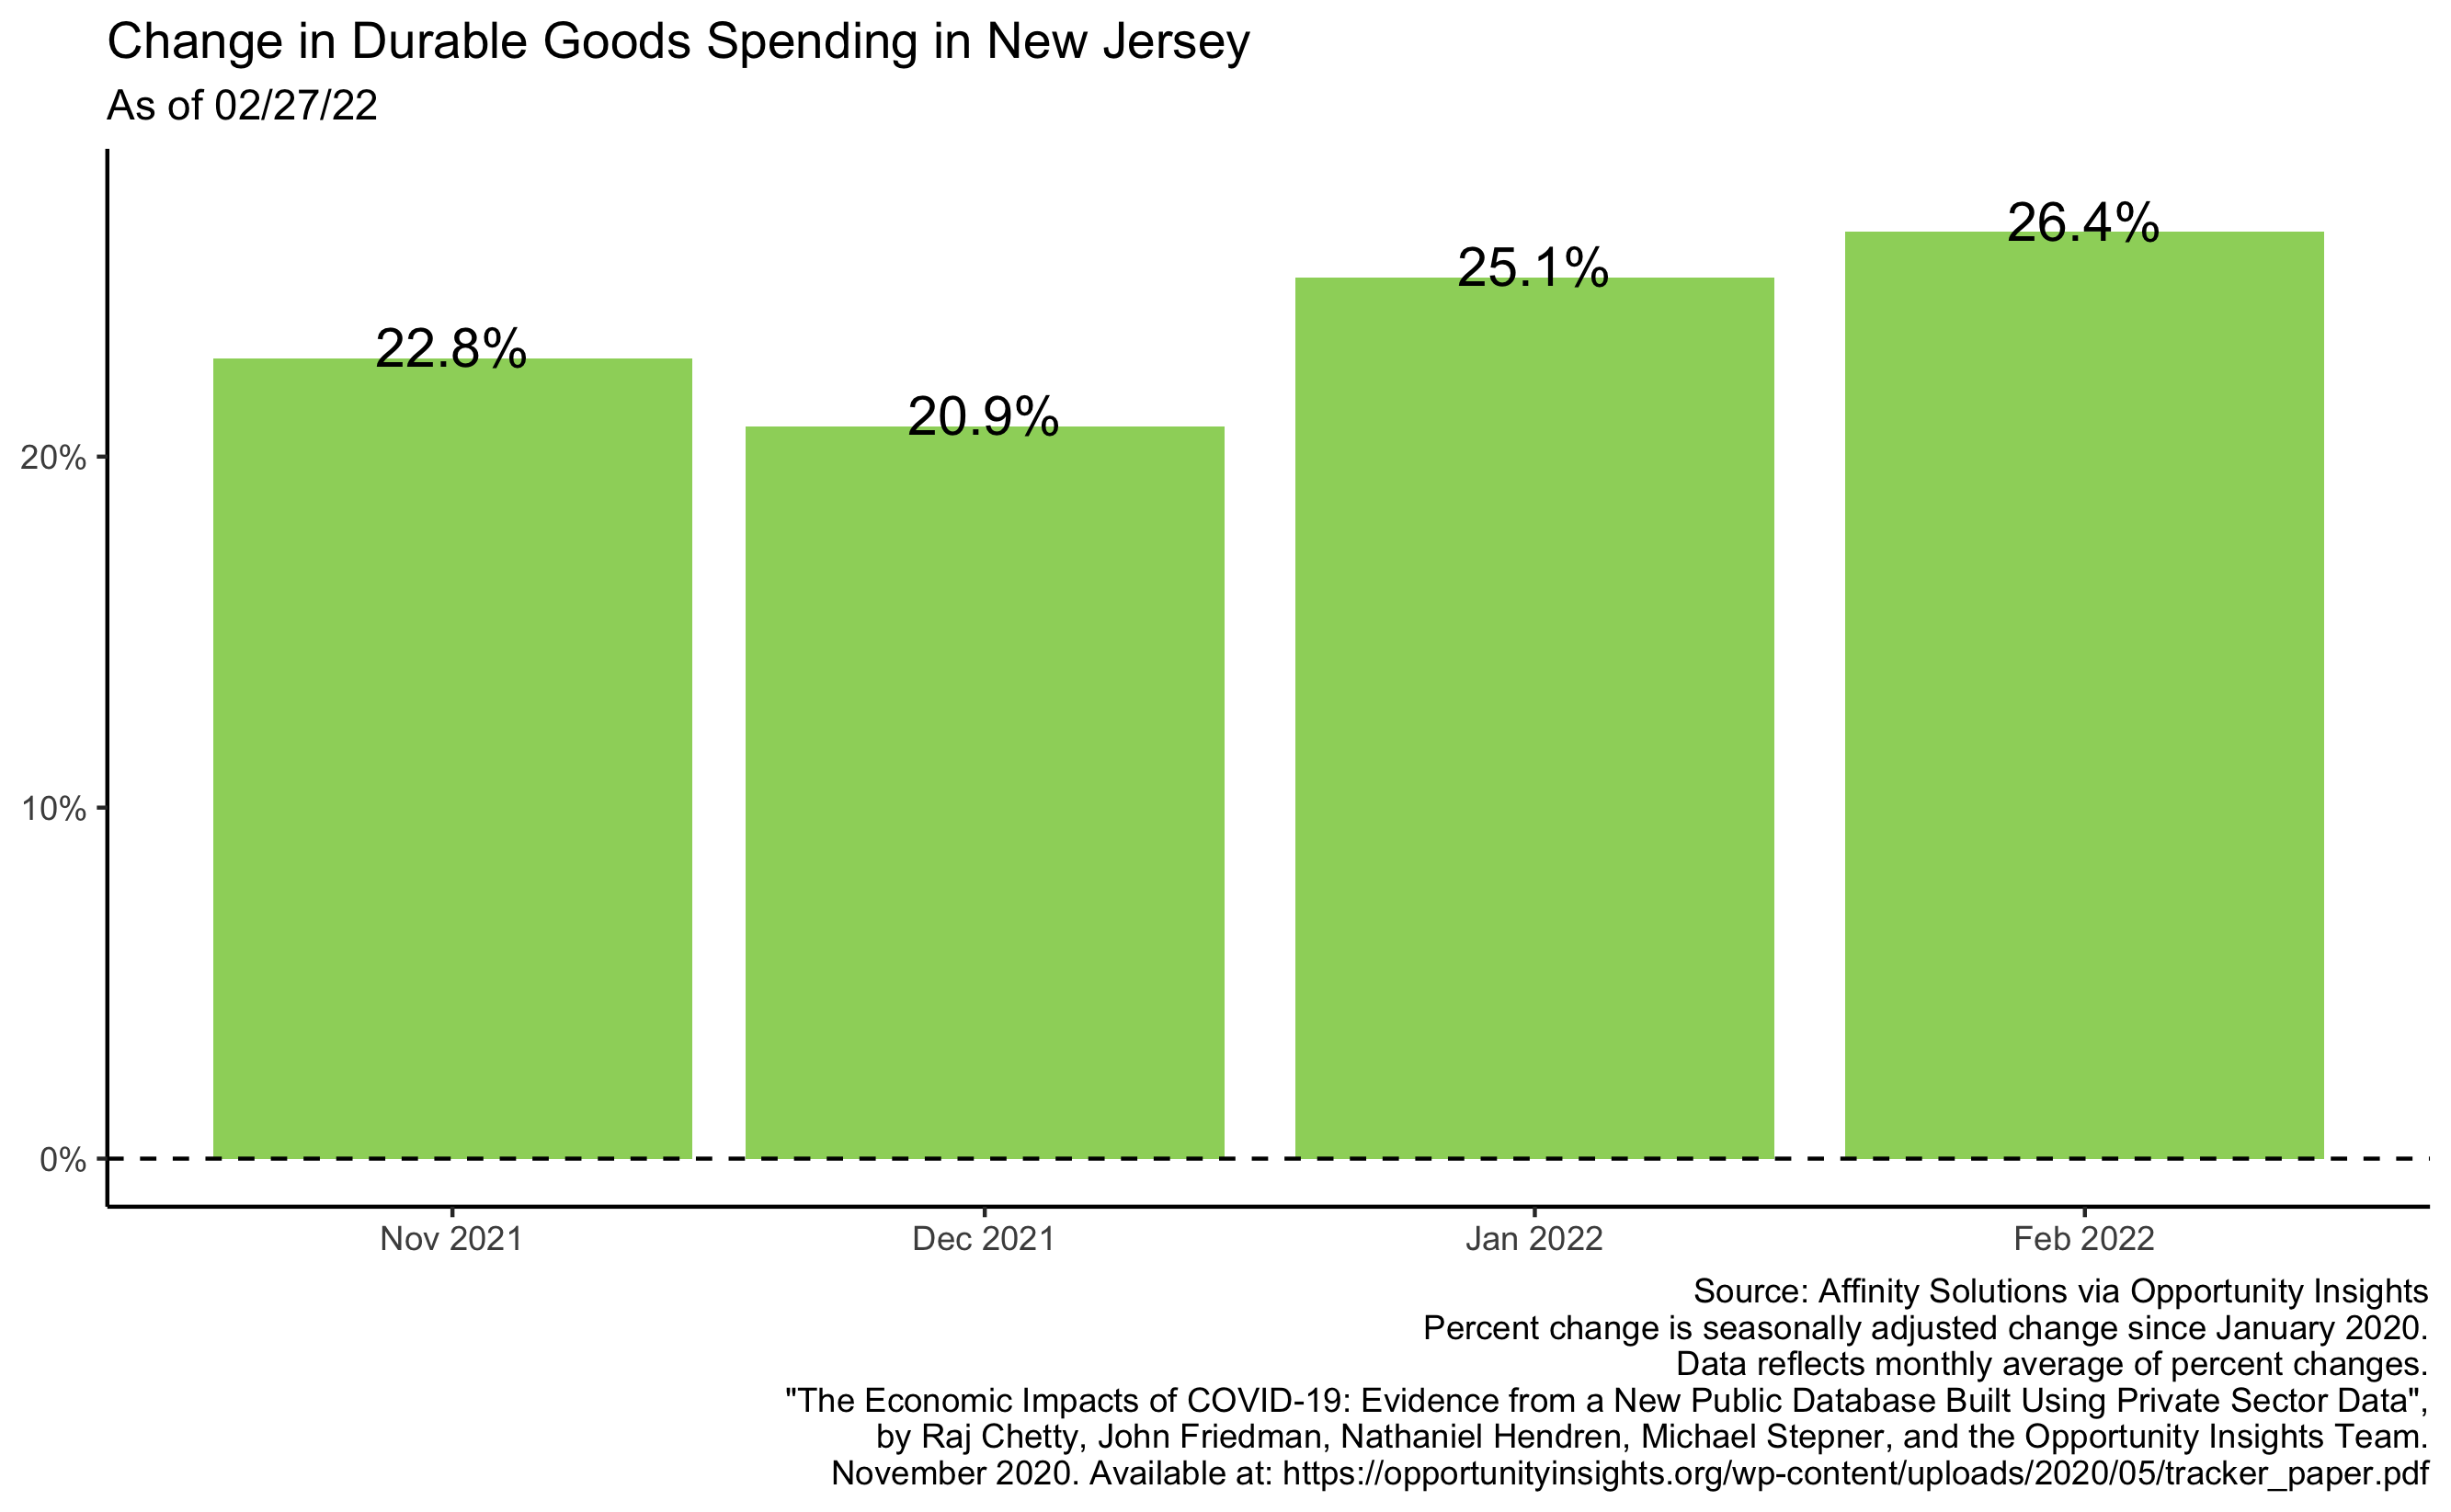 Change in Durable Goods Spending in New Jersey
As of 02/27/22
26.4%
25.1%
22.8%
20.9%
20%
10%
0%
Nov 2021 Dec 2021 Jan 2022 Feb 2022
Source: Affinity Solutions via Opportunity Insights
Percent change is seasonally adjusted change since January 2020.
Data reflects monthly average of percent changes.
"The Economic Impacts of COVID-19: Evidence from a New Public Database Built Using Private Sector Data",
by Raj Chetty, John Friedman, Nathaniel Hendren, Michael Stepner, and the Opportunity Insights Team.
November 2020. Available at: https://opportunityinsights.org/wp-content/uploads/2020/05/tracker_paper.pdf